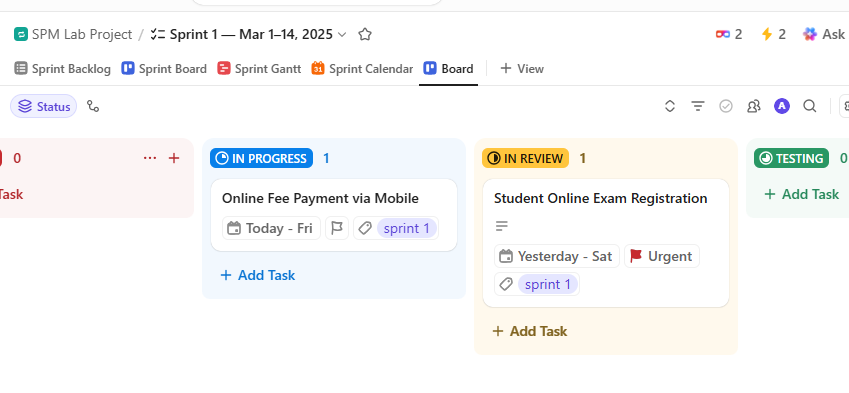 SPM Lab Project / Sprint 1 — Mar 1–14, 2025 2 2 Ask
Sprint Backlog Sprint Board Sprint Gantt Sprint Calendar Board + View
Status A
0 ... + IN PROGRESS 1 IN REVIEW 1 TESTING 0
Task
+ Add Task
Online Fee Payment via Mobile
Today - Fri
sprint 1
+ Add Task
Student Online Exam Registration
Yesterday - Sat
Urgent
sprint 1
+ Add Task